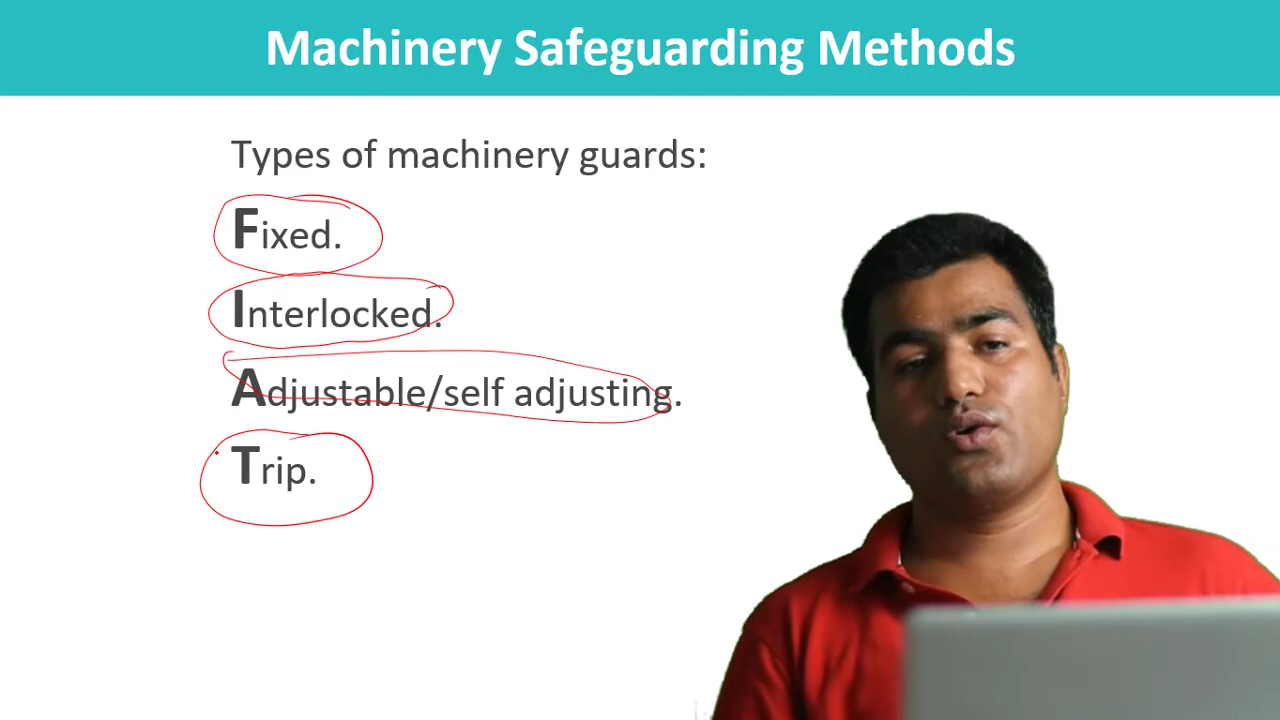 Machinery Safeguarding Methods
Types of machinery guards:
Fixed.
Interlocked.
Adjustable/self adjusting.
Trip.